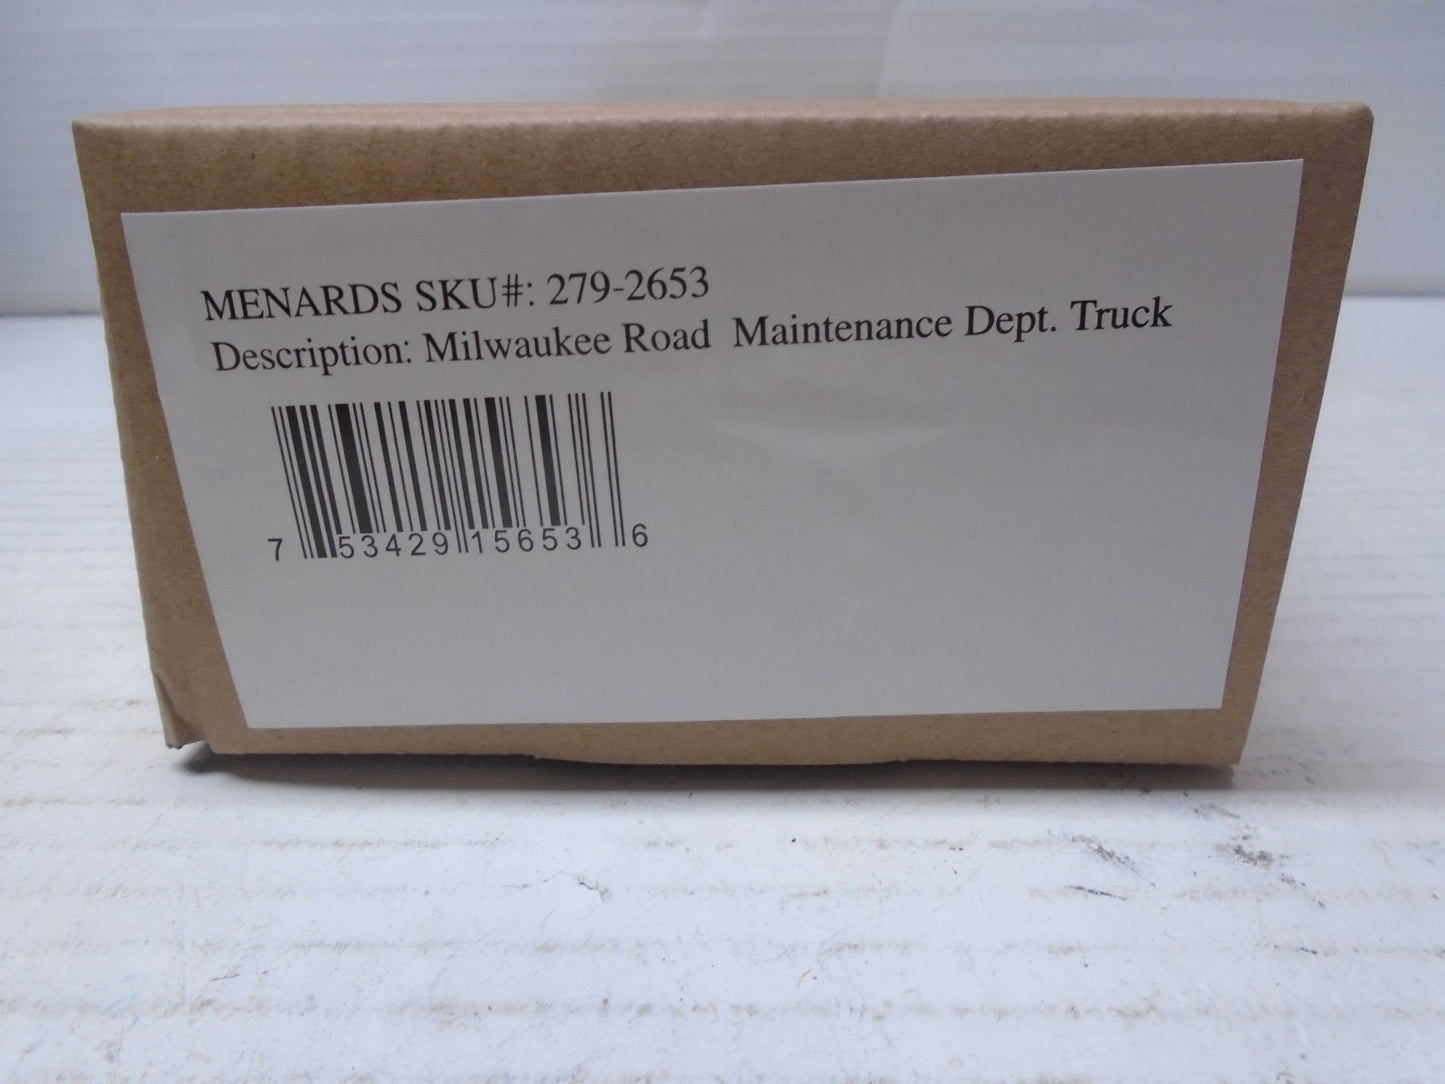 MENARDS SKU#: 279-2653
Description: Milwaukee Road  Maintenance Dept. Truck
7 53429 15653 6